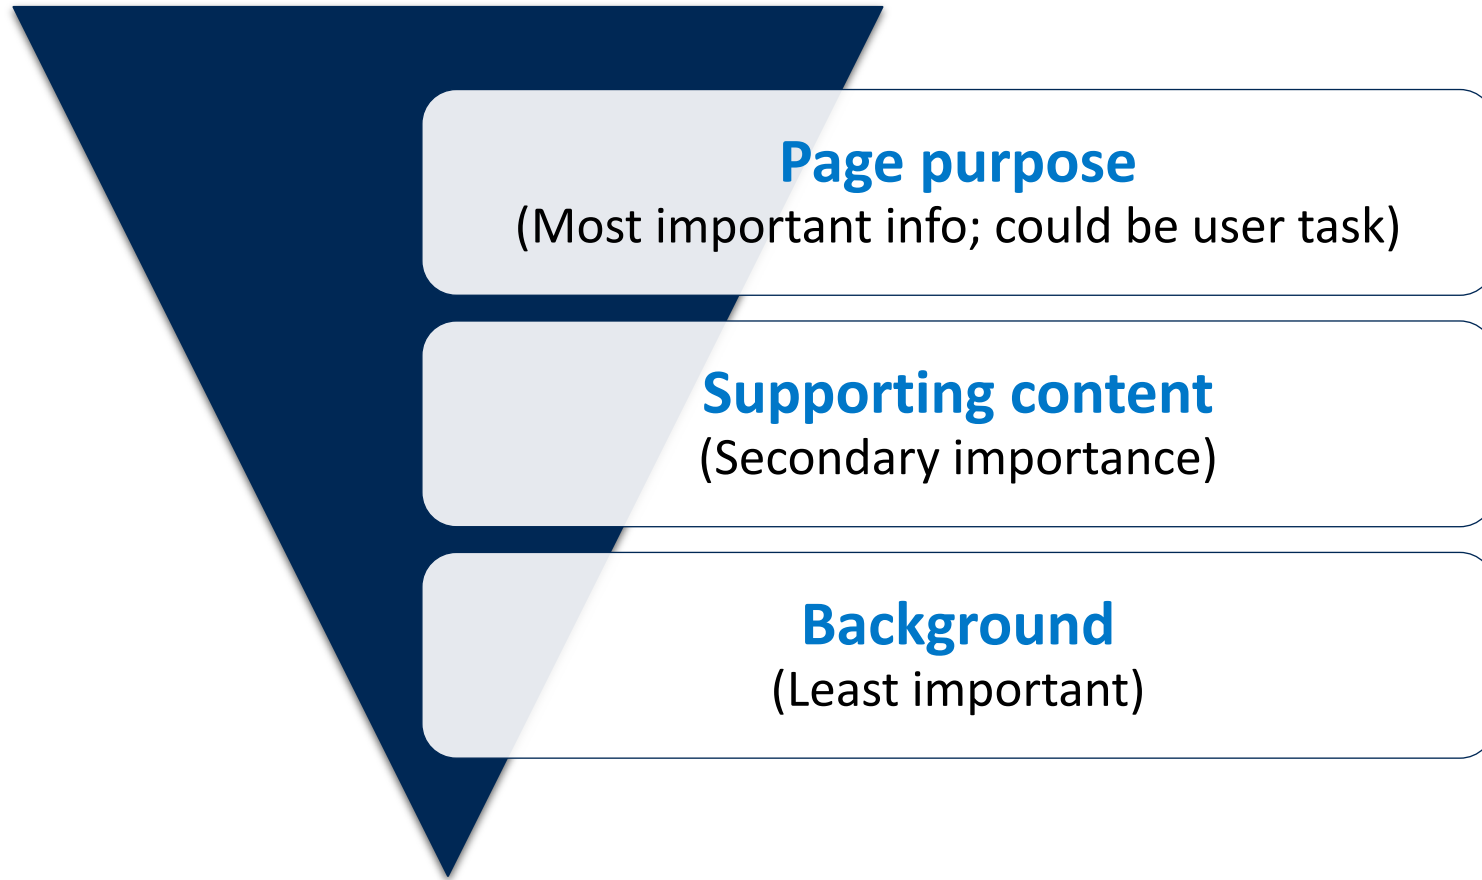 Page purpose
(Most important info; could be user task)
Supporting content
(Secondary importance)
Background
(Least important)